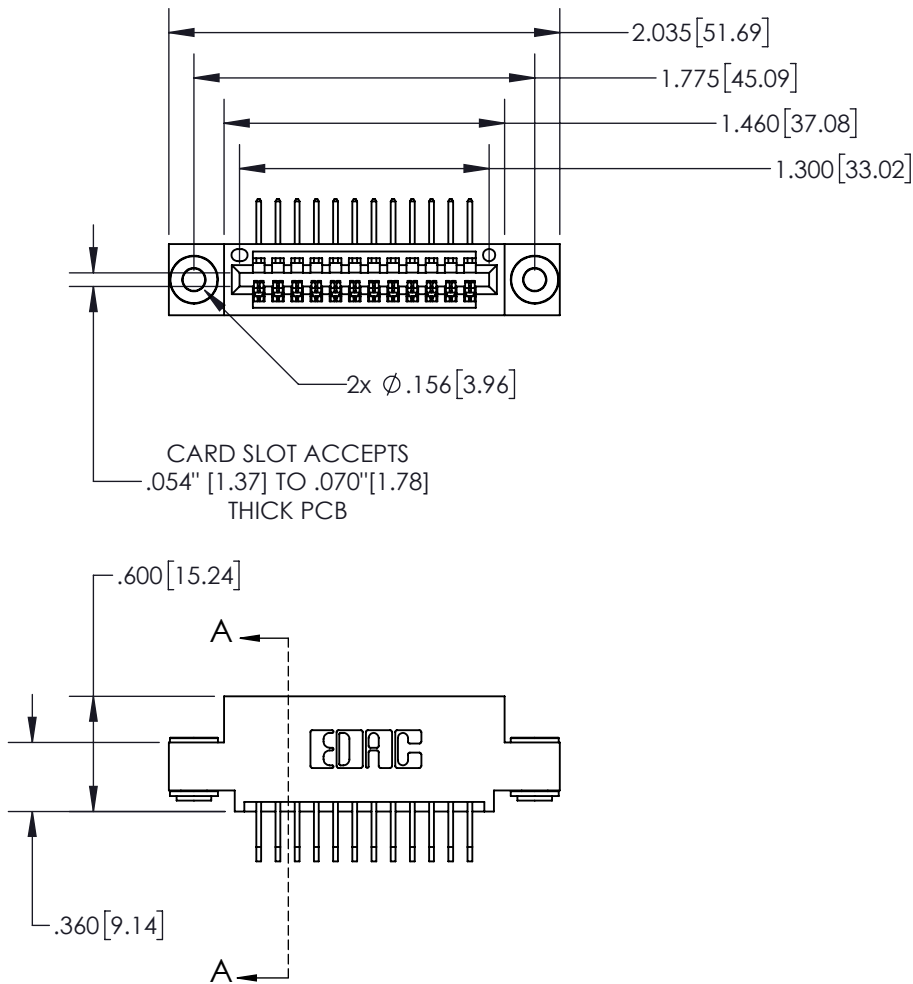 2.035[51.69]
1.775[45.09]
1.460[37.08]
1.300[33.02]
2x Ø.156[3.96]
CARD SLOT ACCEPTS
.054" [1.37] TO .070"[1.78]
THICK PCB
.600[15.24]
A
EDAC
.360[9.14]
A